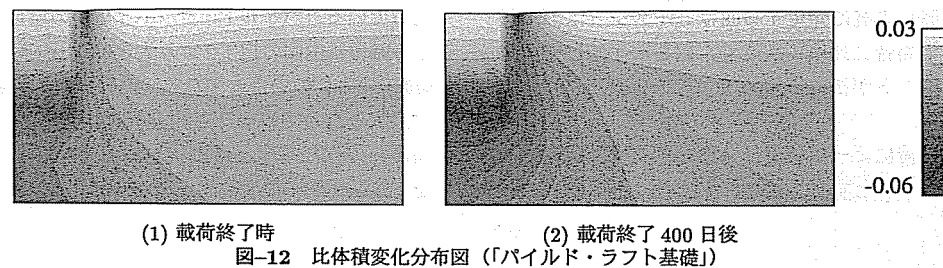 0.03
-0.06
(1) 載荷終了時
(2) 載荷終了 400 日後
図–12 比体積変化分布図（「パイルド・ラフト基礎」）